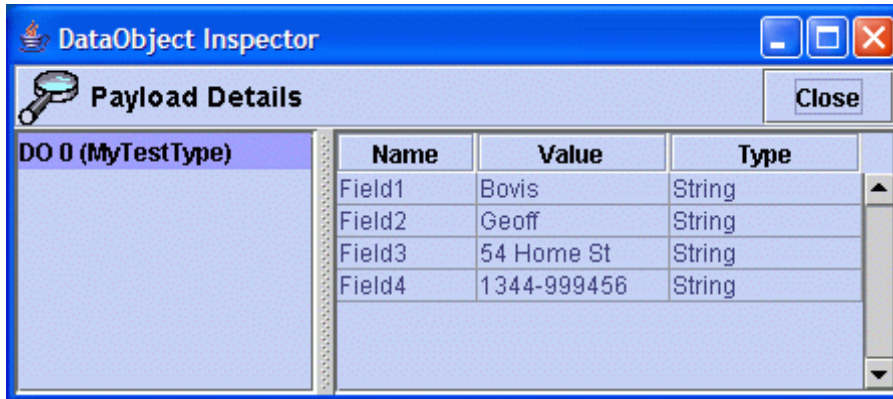 DataObject Inspector
Payload Details
Close
DO 0 (MyTestType)
Name Value Type
Field1 Bovis String
Field2 Geoff String
Field3 54 Home St String
Field4 1344-999456 String